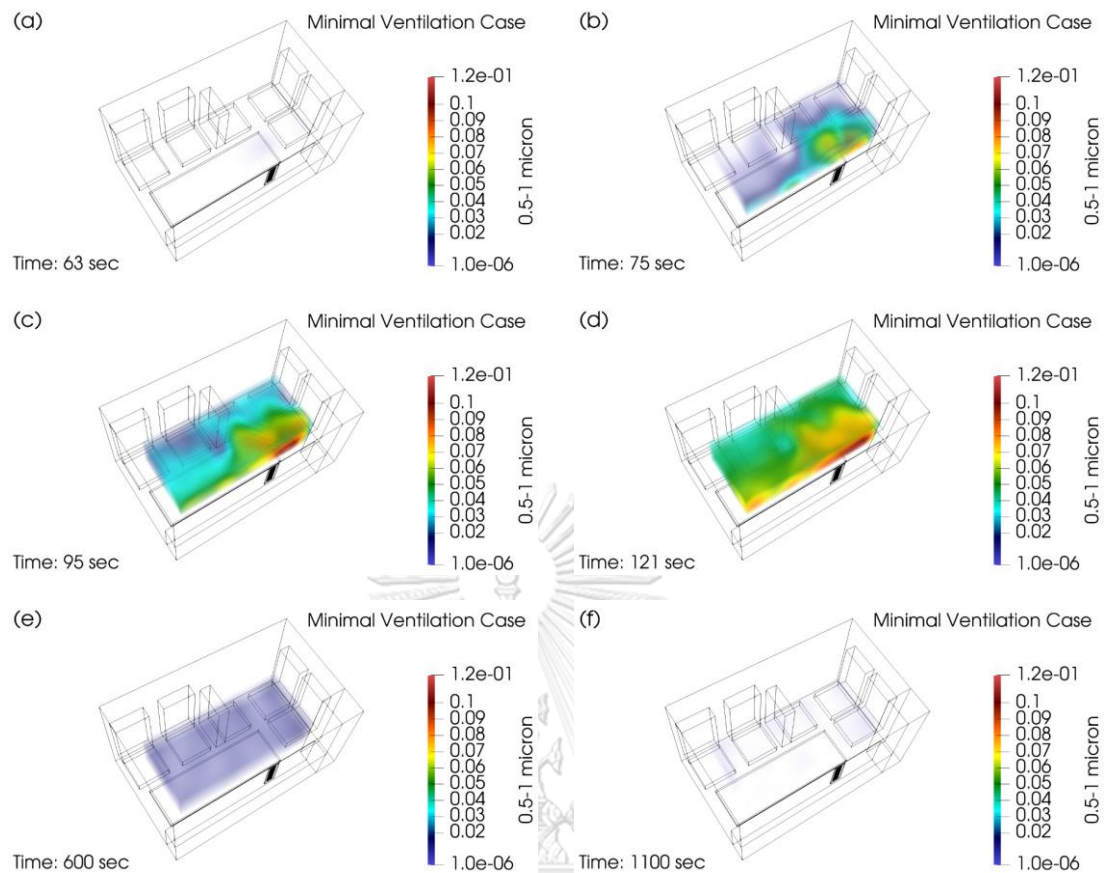 (a)
Minimal Ventilation Case
1.2e-01
0.1
0.09
0.08
0.07
0.06
0.05
0.04
0.03
0.02
1.0e-06
0.5-1 micron
Time: 63 sec
(b)
Minimal Ventilation Case
1.2e-01
0.1
0.09
0.08
0.07
0.06
0.05
0.04
0.03
0.02
1.0e-06
0.5-1 micron
Time: 75 sec
(c)
Minimal Ventilation Case
1.2e-01
0.1
0.09
0.08
0.07
0.06
0.05
0.04
0.03
0.02
1.0e-06
0.5-1 micron
Time: 95 sec
(d)
Minimal Ventilation Case
1.2e-01
0.1
0.09
0.08
0.07
0.06
0.05
0.04
0.03
0.02
1.0e-06
0.5-1 micron
Time: 121 sec
(e)
Minimal Ventilation Case
1.2e-01
0.1
0.09
0.08
0.07
0.06
0.05
0.04
0.03
0.02
1.0e-06
0.5-1 micron
Time: 600 sec
(f)
Minimal Ventilation Case
1.2e-01
0.1
0.09
0.08
0.07
0.06
0.05
0.04
0.03
0.02
1.0e-06
0.5-1 micron
Time: 1100 sec